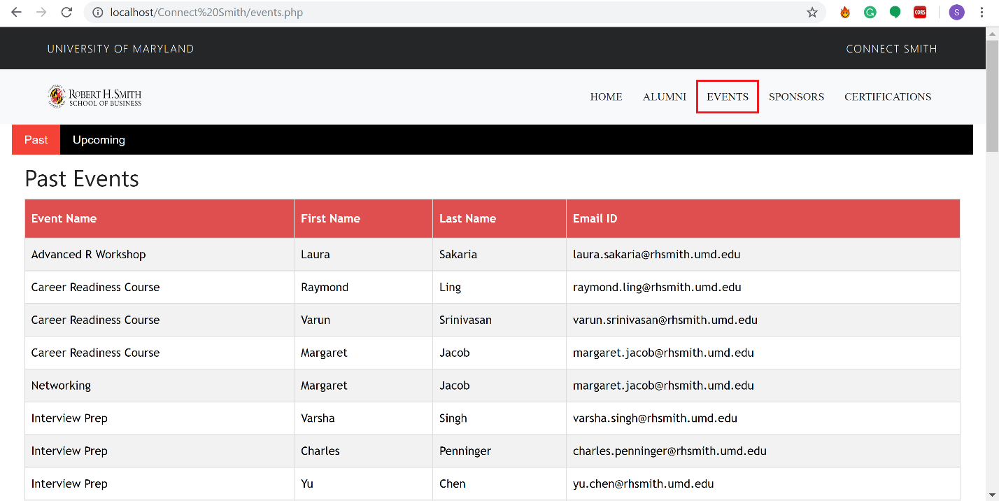 localhost/Connect%20Smith/events.php
G CORS S
UNIVERSITY OF MARYLAND CONNECT SMITH
ROBERT H. SMITH
SCHOOL OF BUSINESS
HOME ALUMNI EVENTS SPONSORS CERTIFICATIONS
Past Upcoming
Past Events
Event Name First Name Last Name Email ID
Advanced R Workshop Laura Sakaria laura.sakaria@rhsmith.umd.edu
Career Readiness Course Raymond Ling raymond.ling@rhsmith.umd.edu
Career Readiness Course Varun Srinivasan varun.srinivasan@rhsmith.umd.edu
Career Readiness Course Margaret Jacob margaret.jacob@rhsmith.umd.edu
Networking Margaret Jacob margaret.jacob@rhsmith.umd.edu
Interview Prep Varsha Singh varsha.singh@rhsmith.umd.edu
Interview Prep Charles Penninger charles.penninger@rhsmith.umd.edu
Interview Prep Yu Chen yu.chen@rhsmith.umd.edu